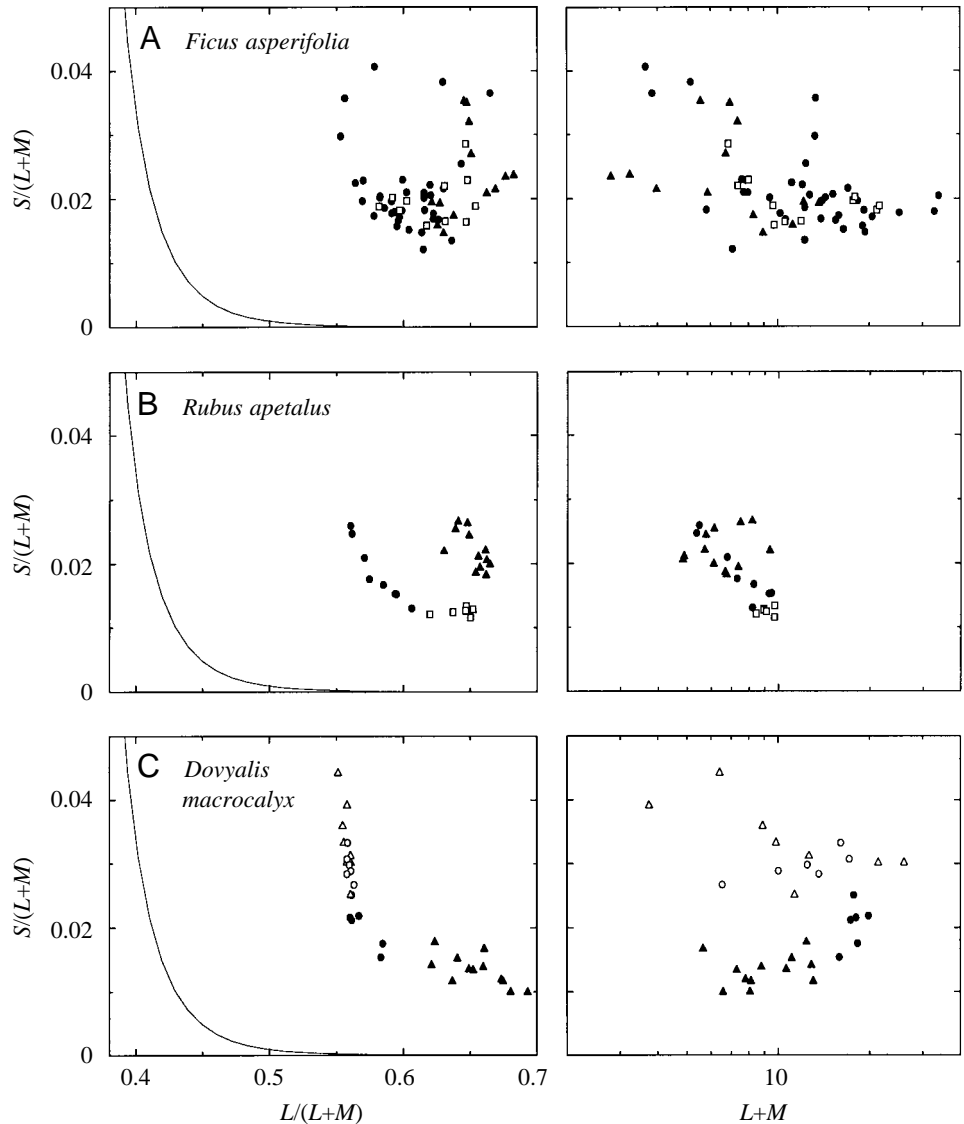 A Ficus asperifolia
0.04
0.02
0
S/(L+M)
B Rubus apetalus
0.04
0.02
0
S/(L+M)
C Dovyalis
macrocalyx
0.04
0.02
0
S/(L+M)
0.4 0.5 0.6 0.7 10
L/(L+M) L+M